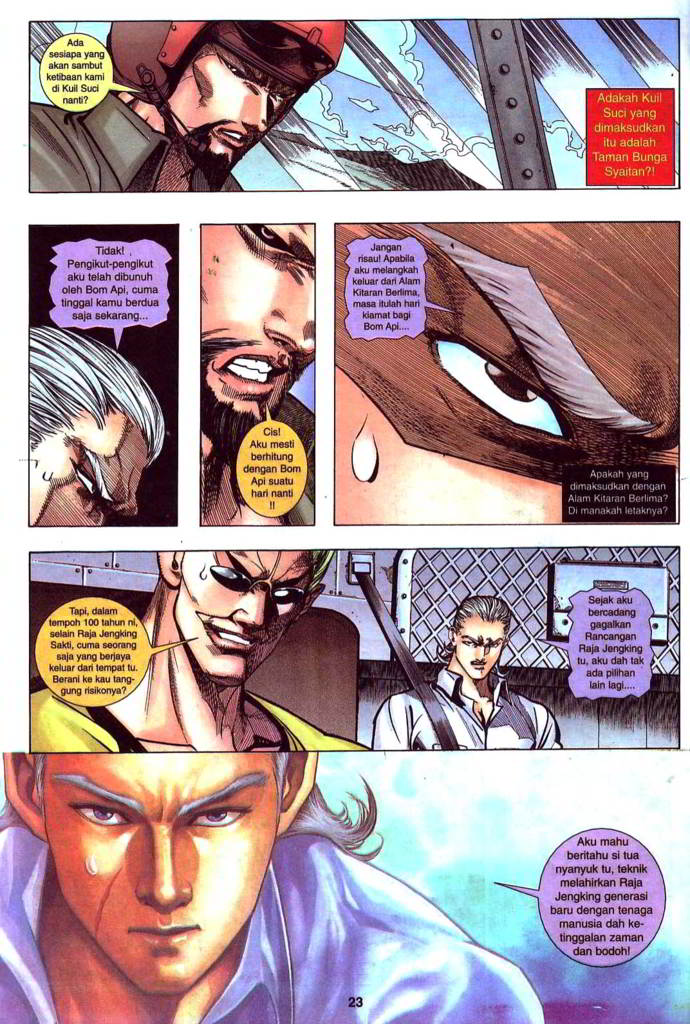 Ada
sesiapa yang
akan sambut
ketibaan kami
di Kuil Suci
nanti?
Adakah Kuil
Suci yang
dimaksudkan
itu adalah
Taman Bunga
Syaitan?!
Tidak!
Pengikut-pengikut
aku telah dibunuh
oleh Bom Api, cuma
tinggal kamu berdua
saja sekarang...
Cis!
Aku mesti
berhitung
dengan Bom
Api suatu
hari nanti
!!
Jangan
risau! Apabila
aku melangkah
keluar dari Alam
Kitaran Berlima,
masa itulah hari
kiamat bagi
Bom Api....
Apakah yang
dimaksudkan dengan
Alam Kitaran Berlima?
Di manakah letaknya?
Tapi, dalam
tempoh 100 tahun ni,
selain Raja Jengking
Sakti, cuma seorang
saja yang berjaya
keluar dari tempat tu.
Berani ke kau tang-
gung risikonya?
Sejak aku
bercadang
gagalkan
Rancangan
Raja Jengking
tu, aku dah tak
ada pilihan
lain lagi....
Aku mahu
beritahu si tua
nyanyuk tu, teknik
melahirkan Raja
Jengking generasi
baru dengan tenaga
manusia dah ke-
tinggalan zaman
dan bodoh!
23